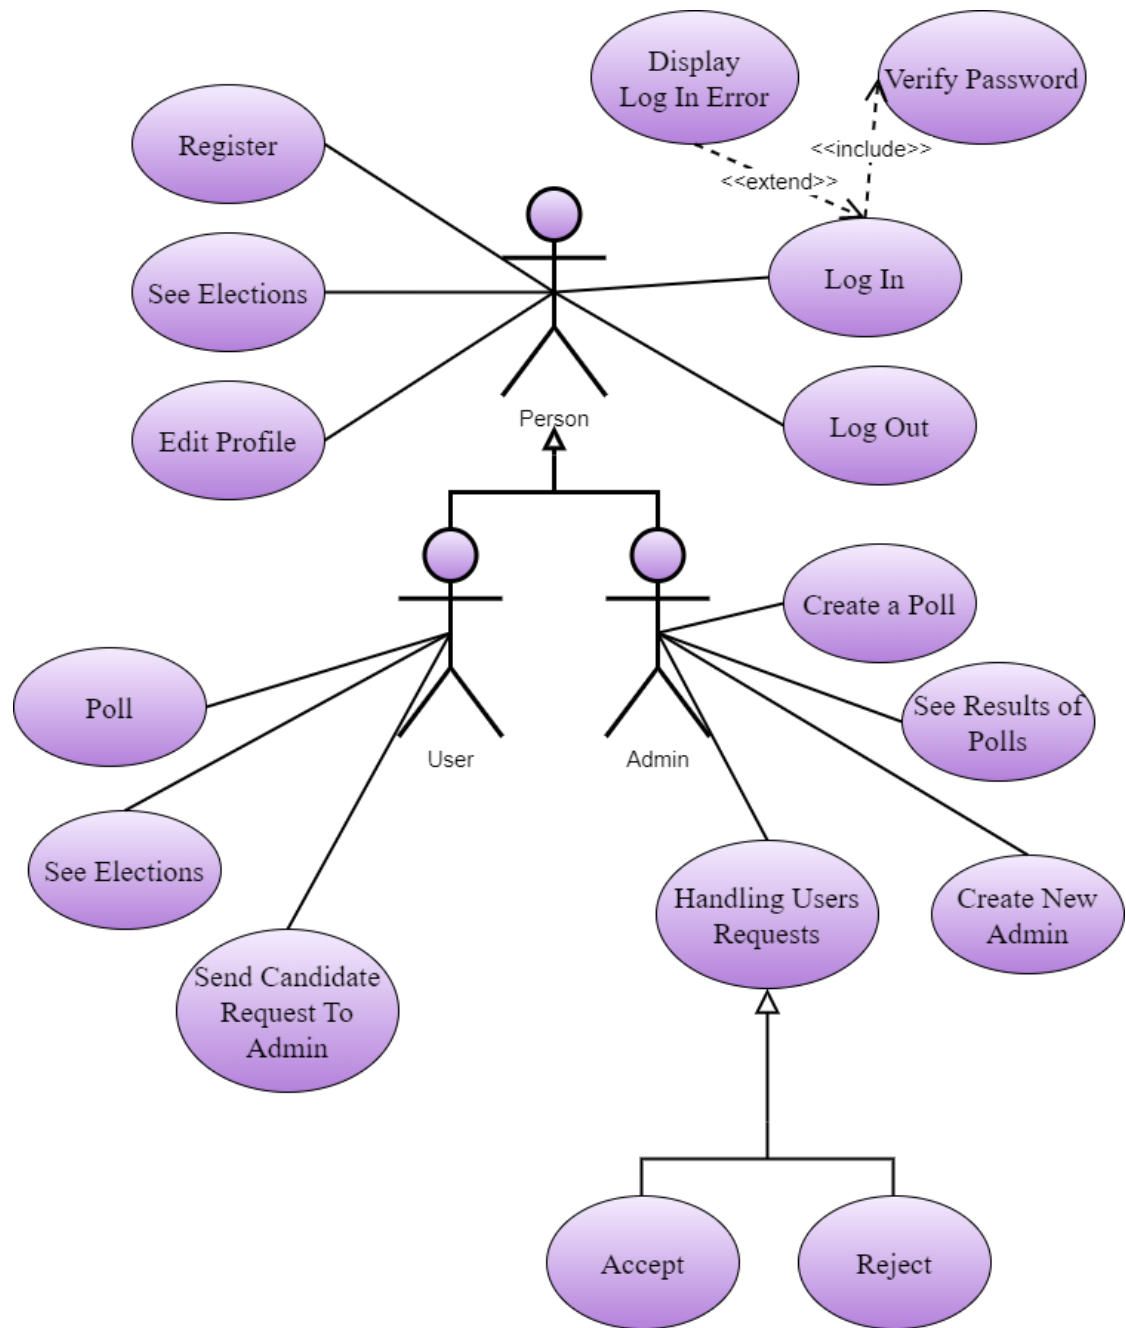 Display
Log In Error
Verify Password
Register
<<include>>
<<extend>>
See Elections
Log In
Edit Profile
Person
Log Out
Create a Poll
Poll
See Results of
Polls
User
Admin
See Elections
Handling Users
Requests
Create New
Admin
Send Candidate
Request To
Admin
Accept
Reject